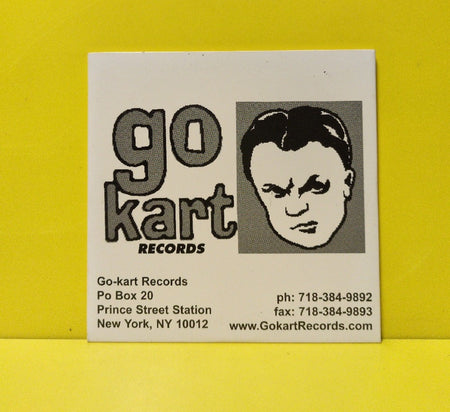 go
kart
RECORDS
Go-kart Records
Po Box 20
Prince Street Station
New York, NY 10012
ph: 718-384-9892
fax: 718-384-9893
www.GokartRecords.com